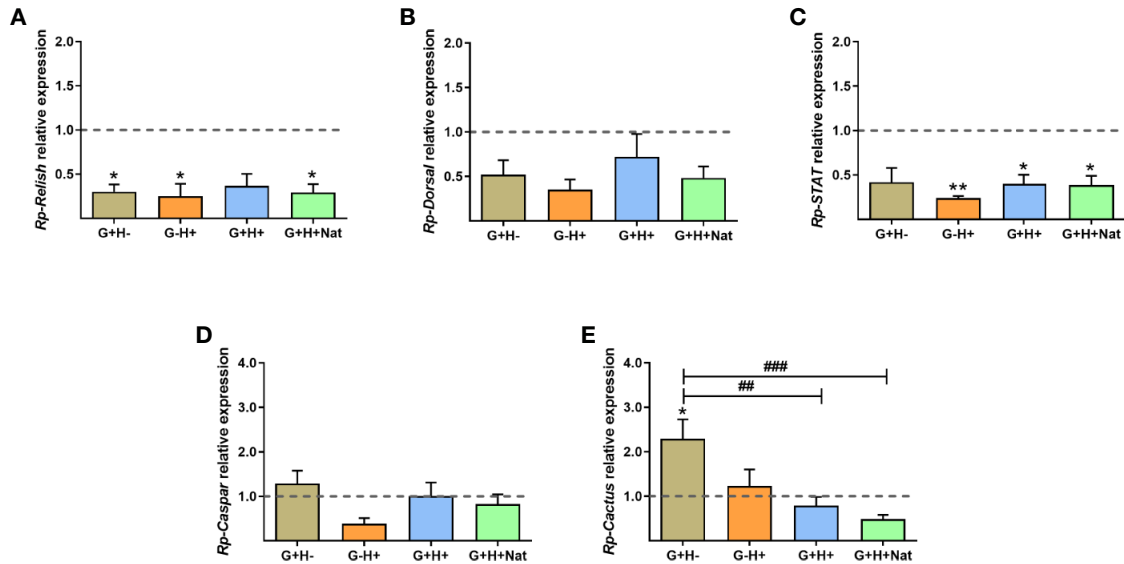 A
Rp-Relish relative expression
2.0
1.5
1.0
0.5
*
*
*
G+H-
G-H+
G+H+
G+H+Nat
B
Rp-Dorsal relative expression
2.0
1.5
1.0
0.5
G+H-
G-H+
G+H+
G+H+Nat
C
Rp-STAT relative expression
2.0
1.5
1.0
0.5
**
*
*
G+H-
G-H+
G+H+
G+H+Nat
D
Rp-Caspar relative expression
4.0
3.0
2.0
1.0
G+H-
G-H+
G+H+
G+H+Nat
E
Rp-Cactus relative expression
4.0
3.0
2.0
1.0
###
##
*
G+H-
G-H+
G+H+
G+H+Nat